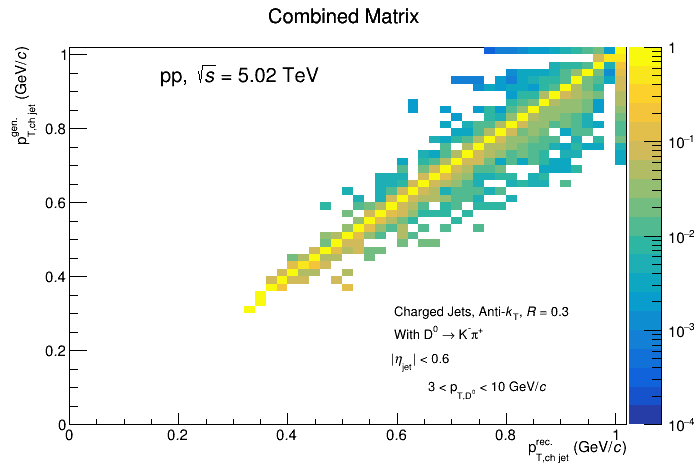 Combined Matrix
p^gen._T,ch jet (GeV/c)
1
0.8
0.6
0.4
0.2
0
pp, √s = 5.02 TeV
Charged Jets, Anti-k_T, R = 0.3
With D^0 → K^-π^+
|η_jet| < 0.6
3 < p_T,D^0 < 10 GeV/c
0 0.2 0.4 0.6 0.8 1
p^rec._T,ch jet (GeV/c)
1
10^-1
10^-2
10^-3
10^-4